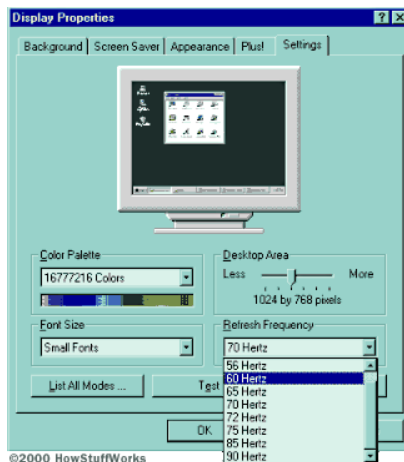 Display Properties
Background Screen Saver Appearance Plus! Settings
Color Palette
16777216 Colors
Desktop Area
Less More
1024 by 768 pixels
Font Size
Small Fonts
Refresh Frequency
70 Hertz
56 Hertz
60 Hertz
65 Hertz
70 Hertz
72 Hertz
75 Hertz
85 Hertz
90 Hertz
List All Modes ... Test
OK
©2000 HowStuffWorks